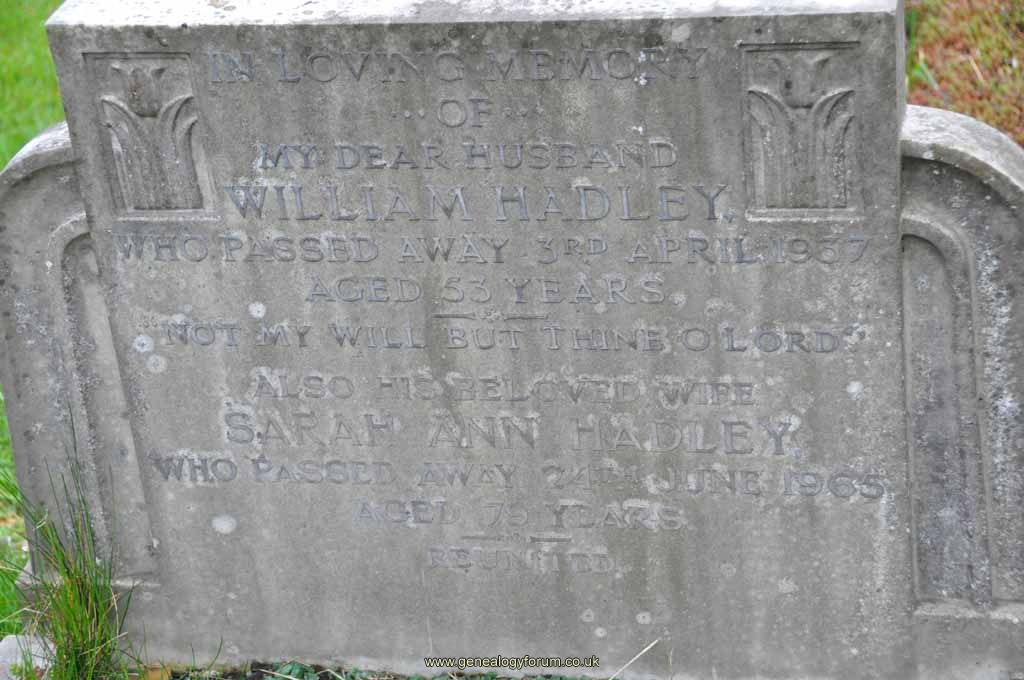 IN LOVING MEMORY
... OF ...
MY DEAR HUSBAND
WILLIAM HADLEY,
WHO PASSED AWAY 3RD APRIL 1937
AGED 53 YEARS.
"NOT MY WILL BUT THINE O LORD"
ALSO HIS BELOVED WIFE
SARAH ANN HADLEY,
WHO PASSED AWAY 24TH JUNE 1965
AGED 79 YEARS.
REUNITED.
www.genealogyforum.co.uk